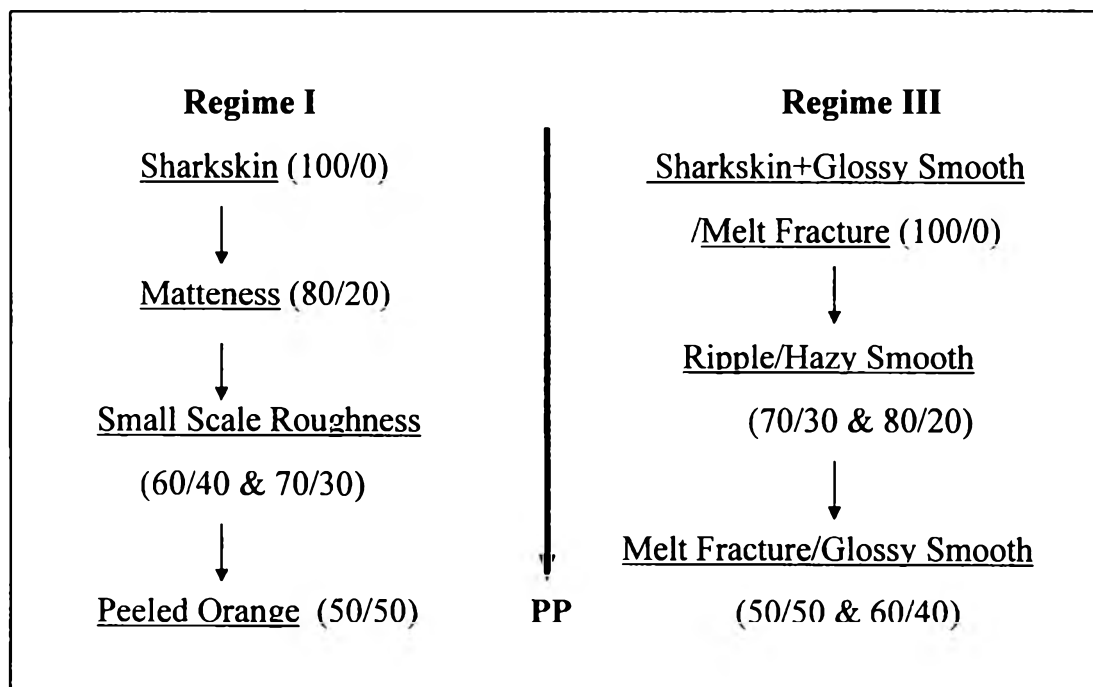 Regime I
Sharkskin (100/0)
Matteness (80/20)
Small Scale Roughness
(60/40 & 70/30)
Peeled Orange (50/50)
PP
Regime III
Sharkskin+Glossy Smooth
/Melt Fracture (100/0)
Ripple/Hazy Smooth
(70/30 & 80/20)
Melt Fracture/Glossy Smooth
(50/50 & 60/40)